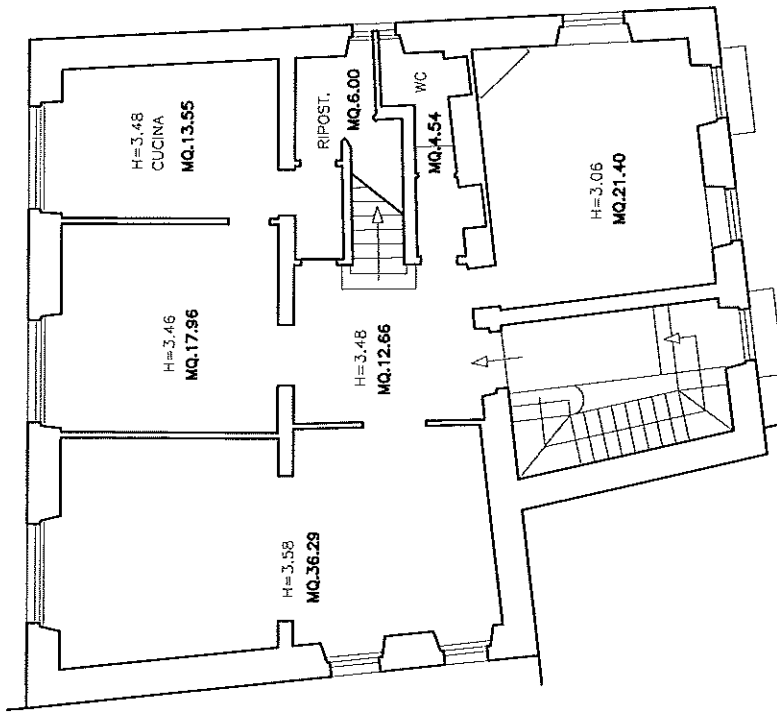 H=3.48
CUCINA
MQ.13.55
RIPOST.
MQ.6.00
WC
MQ.4.54
H=3.06
MQ.21.40
H=3.46
MQ.17.96
H=3.48
MQ.12.66
H=3.58
MQ.36.29